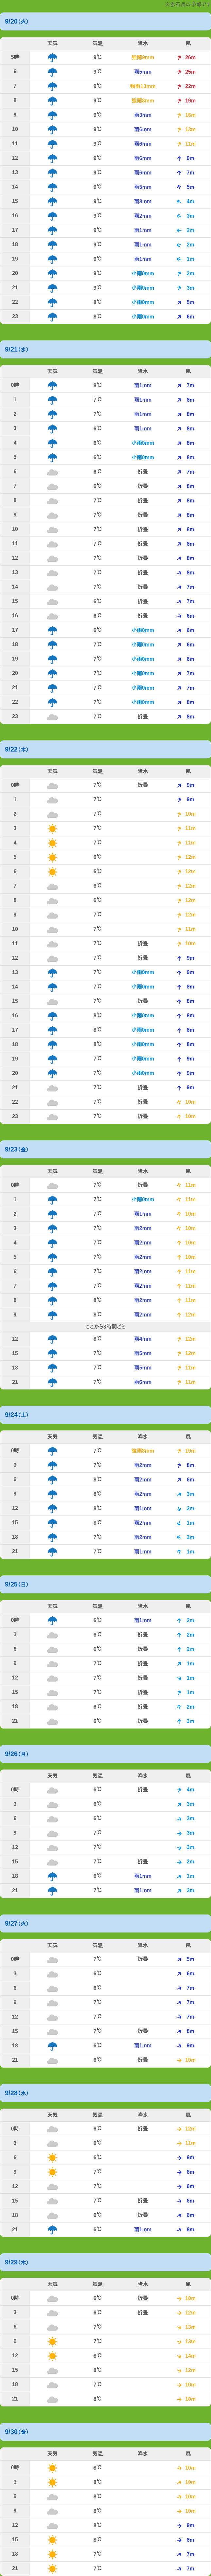 9/20(火)
天気 気温 降水 風
5時 9℃ 強雨9mm 26m
6 9℃ 雨5mm 25m
7 8℃ 強雨13mm 22m
8 9℃ 強雨8mm 19m
9 9℃ 雨3mm 16m
10 9℃ 雨6mm 13m
11 9℃ 雨6mm 11m
12 9℃ 雨6mm 9m
13 9℃ 雨6mm 7m
14 9℃ 雨5mm 5m
15 9℃ 雨3mm 4m
16 9℃ 雨2mm 3m
17 9℃ 雨1mm 2m
18 9℃ 雨1mm 2m
19 9℃ 雨1mm 1m
20 9℃ 小雨0mm 2m
21 9℃ 小雨0mm 3m
22 8℃ 小雨0mm 5m
23 8℃ 小雨0mm 6m
9/21(水)
天気 気温 降水 風
0時 8℃ 雨1mm 7m
1 7℃ 雨1mm 8m
2 7℃ 雨1mm 8m
3 6℃ 雨1mm 8m
4 6℃ 小雨0mm 8m
5 6℃ 小雨0mm 8m
6 6℃ 折曇 7m
7 6℃ 折曇 8m
8 7℃ 折曇 8m
9 7℃ 折曇 8m
10 7℃ 折曇 8m
11 7℃ 折曇 8m
12 7℃ 折曇 8m
13 7℃ 折曇 8m
14 7℃ 折曇 7m
15 6℃ 折曇 7m
16 6℃ 折曇 6m
17 6℃ 小雨0mm 6m
18 7℃ 小雨0mm 7m
19 7℃ 小雨0mm 6m
20 7℃ 小雨0mm 7m
21 7℃ 小雨0mm 7m
22 7℃ 小雨0mm 8m
23 7℃ 折曇 8m
9/22(木)
天気 気温 降水 風
0時 7℃ 折曇 9m
1 7℃ 9m
2 7℃ 10m
3 7℃ 11m
4 7℃ 11m
5 6℃ 12m
6 6℃ 12m
7 6℃ 12m
8 6℃ 12m
9 7℃ 12m
10 7℃ 11m
11 7℃ 折曇 10m
12 7℃ 折曇 9m
13 7℃ 小雨0mm 9m
14 7℃ 小雨0mm 8m
15 7℃ 折曇 8m
16 8℃ 小雨0mm 8m
17 8℃ 小雨0mm 8m
18 8℃ 小雨0mm 8m
19 7℃ 小雨0mm 9m
20 7℃ 小雨0mm 9m
21 7℃ 折曇 9m
22 7℃ 折曇 10m
23 7℃ 折曇 10m
9/23(金)
天気 気温 降水 風
0時 7℃ 折曇 11m
1 7℃ 小雨0mm 11m
2 7℃ 雨1mm 10m
3 7℃ 雨2mm 10m
4 7℃ 雨2mm 10m
5 7℃ 雨2mm 10m
6 7℃ 雨2mm 11m
7 7℃ 雨2mm 11m
8 8℃ 雨2mm 11m
9 8℃ 雨2mm 12m
ここから3時間ごと
12 8℃ 雨4mm 12m
15 7℃ 雨5mm 12m
18 7℃ 雨5mm 11m
21 7℃ 雨6mm 11m
9/24(土)
天気 気温 降水 風
0時 7℃ 強雨8mm 10m
3 7℃ 雨2mm 8m
6 8℃ 雨2mm 6m
9 8℃ 雨2mm 3m
12 8℃ 雨1mm 2m
15 8℃ 雨2mm 1m
18 7℃ 雨2mm 2m
21 7℃ 雨1mm 1m
9/25(日)
天気 気温 降水 風
0時 6℃ 雨1mm 2m
3 6℃ 折曇 2m
6 6℃ 折曇 2m
9 7℃ 折曇 1m
12 7℃ 折曇 1m
15 7℃ 折曇 1m
18 6℃ 折曇 2m
21 6℃ 折曇 3m
9/26(月)
天気 気温 降水 風
0時 6℃ 折曇 4m
3 6℃ 3m
6 6℃ 3m
9 7℃ 3m
12 7℃ 3m
15 7℃ 折曇 2m
18 6℃ 雨1mm 1m
21 7℃ 雨1mm 3m
9/27(火)
天気 気温 降水 風
0時 7℃ 折曇 5m
3 6℃ 6m
6 6℃ 7m
9 7℃ 7m
12 7℃ 7m
15 7℃ 折曇 8m
18 6℃ 雨1mm 9m
21 6℃ 折曇 10m
9/28(水)
天気 気温 降水 風
0時 6℃ 折曇 12m
3 6℃ 11m
6 6℃ 9m
9 7℃ 8m
12 7℃ 6m
15 7℃ 折曇 6m
18 6℃ 折曇 6m
21 6℃ 雨1mm 8m
9/29(木)
天気 気温 降水 風
0時 6℃ 折曇 10m
3 6℃ 折曇 12m
6 7℃ 13m
9 7℃ 13m
12 8℃ 14m
15 8℃ 12m
18 7℃ 10m
21 8℃ 10m
9/30(金)
天気 気温 降水 風
0時 8℃ 10m
3 8℃ 10m
6 8℃ 10m
9 8℃ 10m
12 8℃ 9m
15 8℃ 8m
18 7℃ 7m
21 7℃ 7m